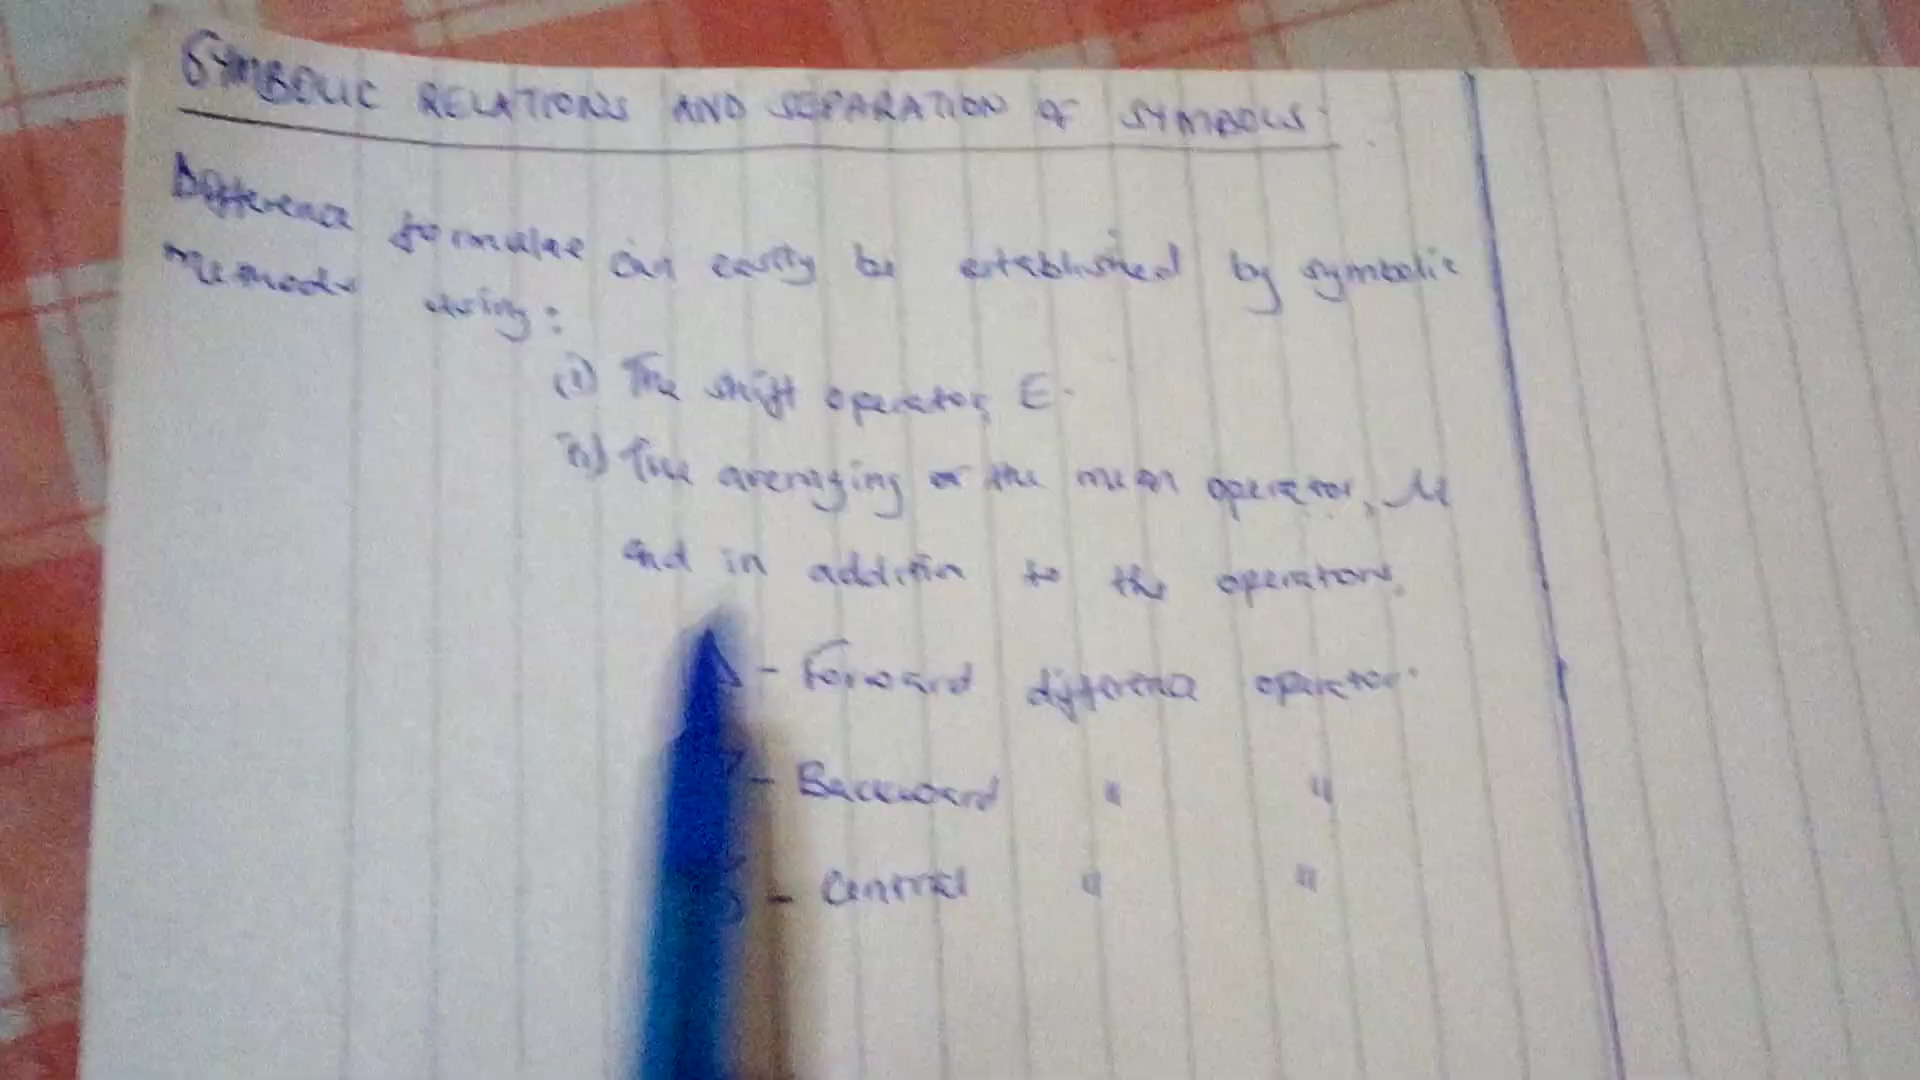 SYMBOLIC RELATIONS AND SEPARATION OF SYMBOLS.
Difference formulae can easily be established by symbolic
methods using:
(i) The shift operator, E.
ii) The averaging or the mean operator, μ
and in addition to the operators,
Δ - Forward difference operator.
- Backward " "
δ - Central " "